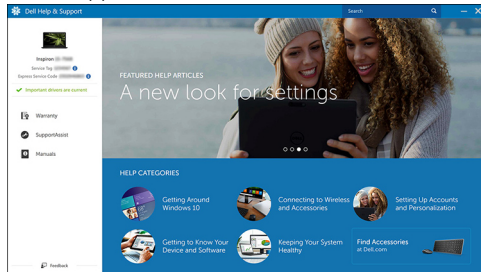 Dell Help & Support
Search
Inspiron
Service Tag
Express Service Code
Important drivers are current
Warranty
SupportAssist
Manuals
Feedback
FEATURED HELP ARTICLES
A new look for settings
HELP CATEGORIES
Getting Around
Windows 10
Connecting to Wireless
and Accessories
Setting Up Accounts
and Personalization
Getting to Know Your
Device and Software
Keeping Your System
Healthy
Find Accessories
at Dell.com